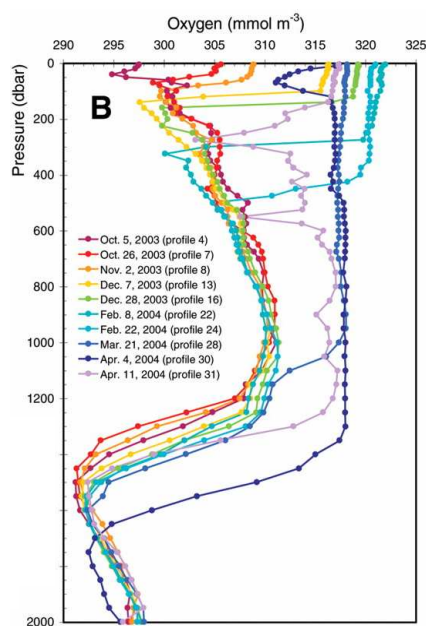 Oxygen (mmol m-3)
290 295 300 305 310 315 320 325
0
200
400
600
800
1000
1200
2000
Pressure (dbar)
B
Oct. 5, 2003 (profile 4)
Oct. 26, 2003 (profile 7)
Nov. 2, 2003 (profile 8)
Dec. 7, 2003 (profile 13)
Dec. 28, 2003 (profile 16)
Feb. 8, 2004 (profile 22)
Feb. 22, 2004 (profile 24)
Mar. 21, 2004 (profile 28)
Apr. 4, 2004 (profile 30)
Apr. 11, 2004 (profile 31)